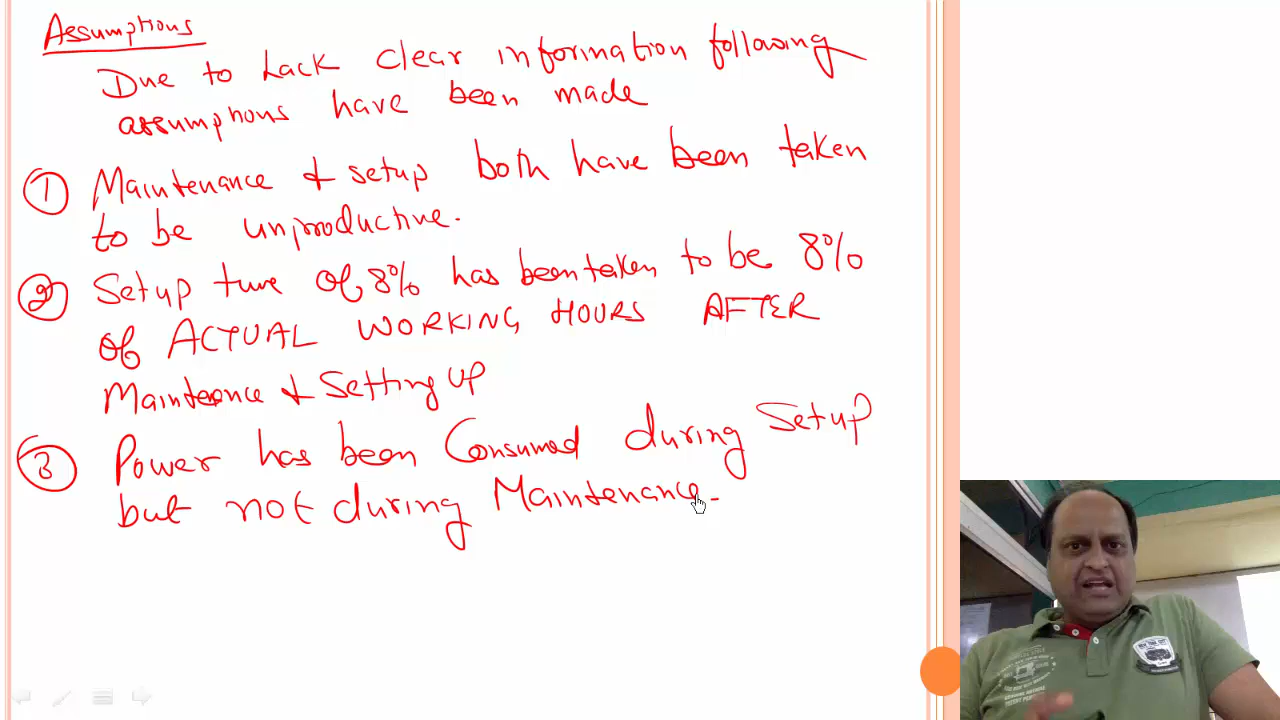 Assumptions
Due to Lack clear information following
assumptions have been made
① Maintenance & setup both have been taken
to be unproductive.
② Setup time of 8% has been taken to be 8%
of ACTUAL WORKING HOURS AFTER
Maintenance & Setting up
③ Power has been Consumed during Setup
but not during Maintenance.